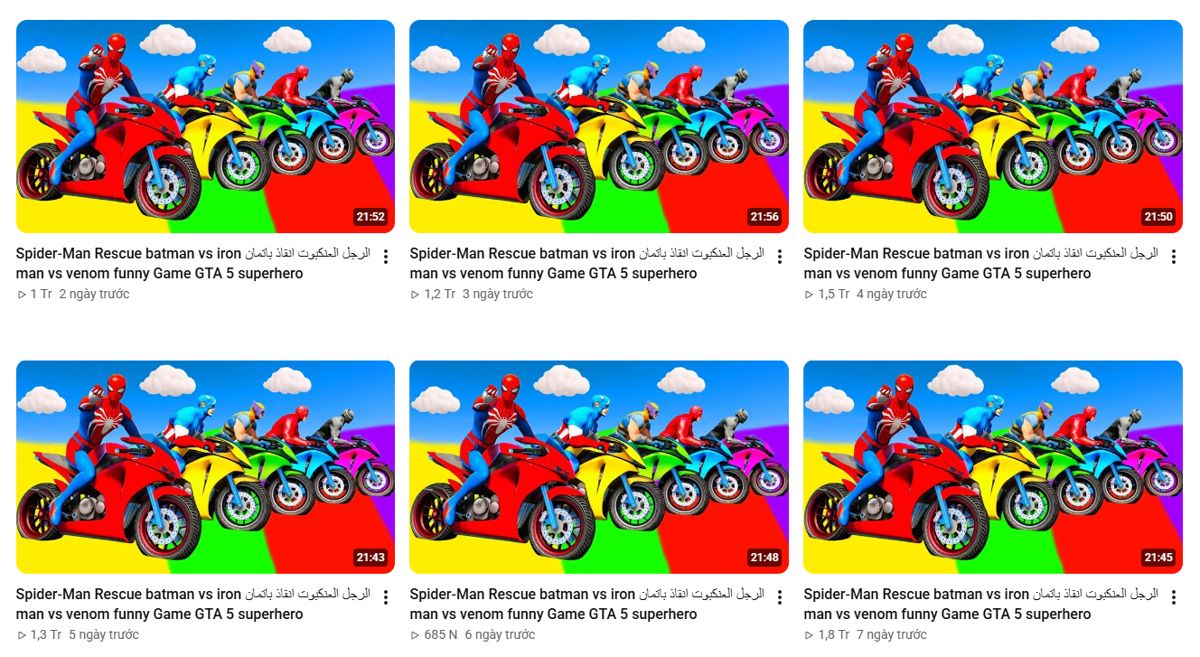 21:52
21:56
21:50
Spider-Man Rescue batman vs iron الرجل العنكبوت انقاذ باتمان
man vs venom funny Game GTA 5 superhero
1 Tr 2 ngày trước
Spider-Man Rescue batman vs iron الرجل العنكبوت انقاذ باتمان
man vs venom funny Game GTA 5 superhero
1,2 Tr 3 ngày trước
Spider-Man Rescue batman vs iron الرجل العنكبوت انقاذ باتمان
man vs venom funny Game GTA 5 superhero
1,5 Tr 4 ngày trước
21:43
21:48
21:45
Spider-Man Rescue batman vs iron الرجل العنكبوت انقاذ باتمان
man vs venom funny Game GTA 5 superhero
1,3 Tr 5 ngày trước
Spider-Man Rescue batman vs iron الرجل العنكبوت انقاذ باتمان
man vs venom funny Game GTA 5 superhero
685 N 6 ngày trước
Spider-Man Rescue batman vs iron الرجل العنكبوت انقاذ باتمان
man vs venom funny Game GTA 5 superhero
1,8 Tr 7 ngày trước